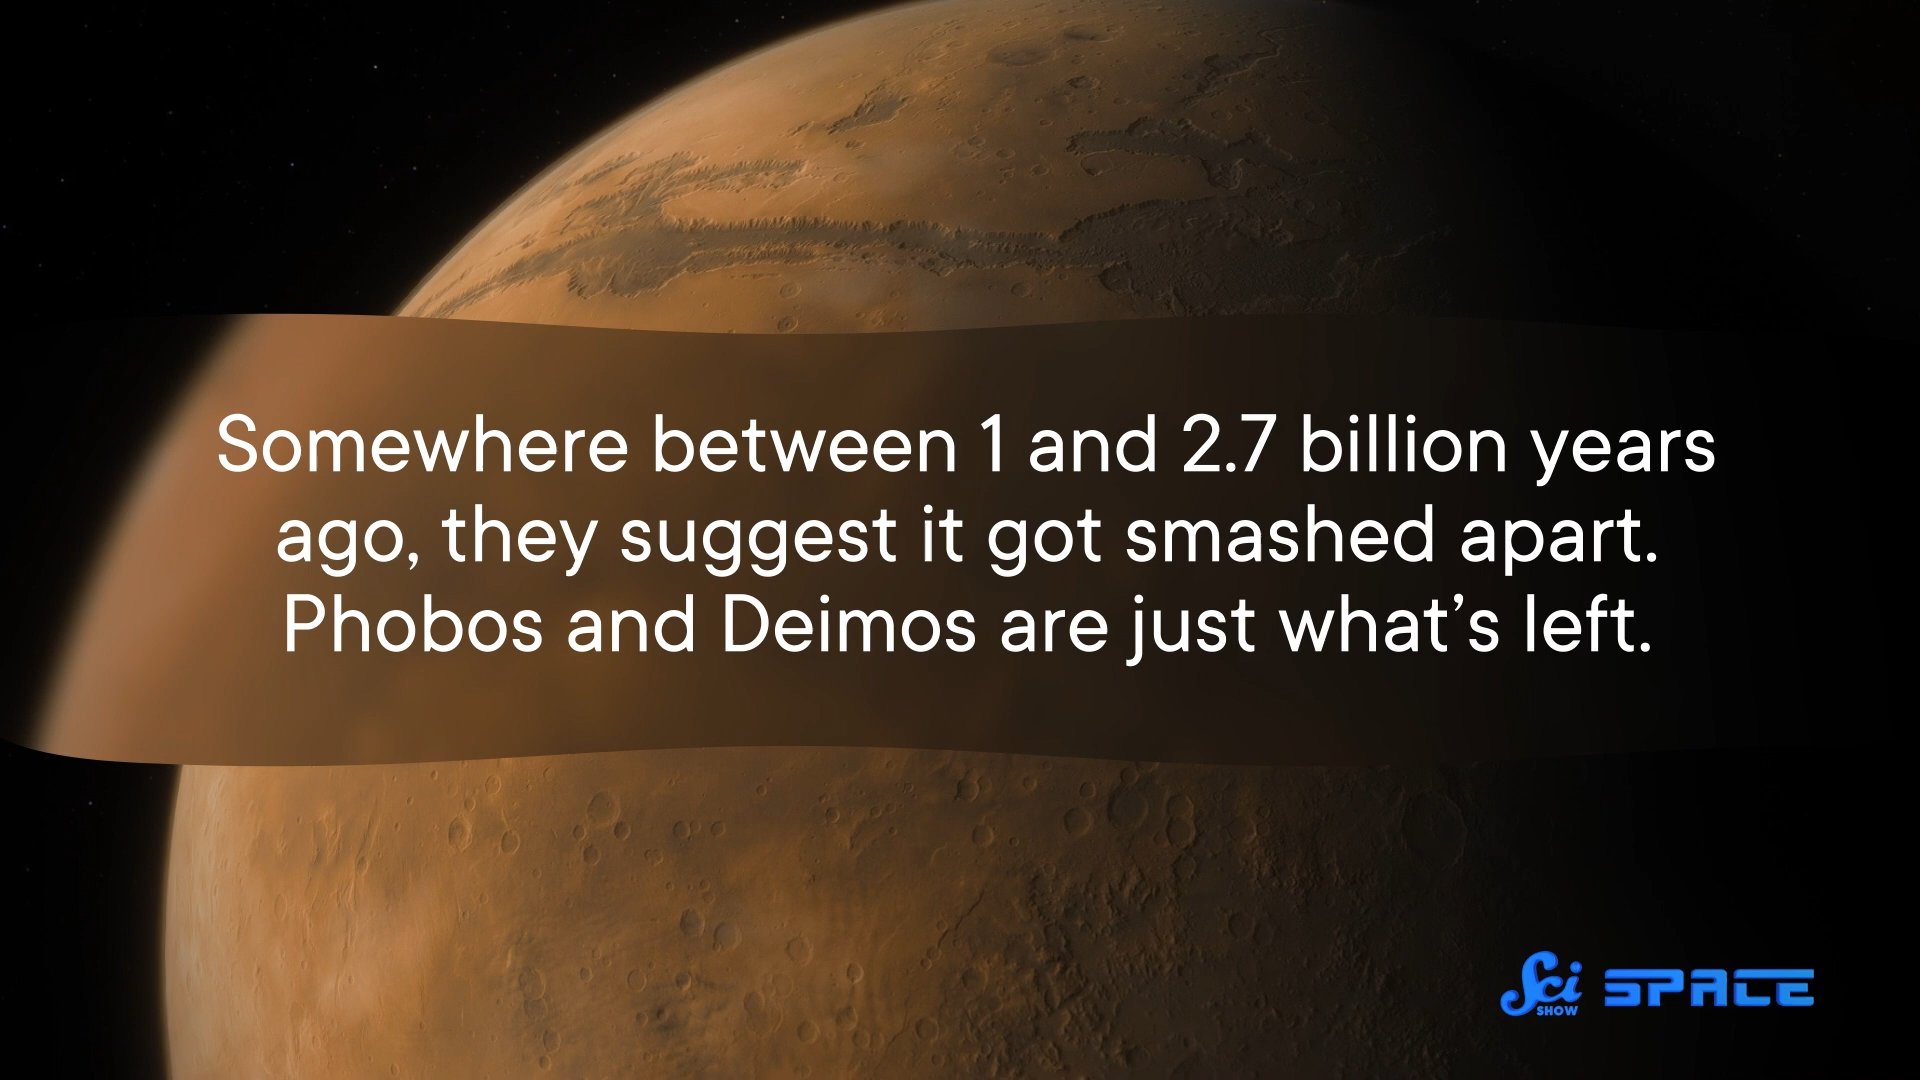 Somewhere between 1 and 2.7 billion years
ago, they suggest it got smashed apart.
Phobos and Deimos are just what’s left.
Sci SHOW SPACE